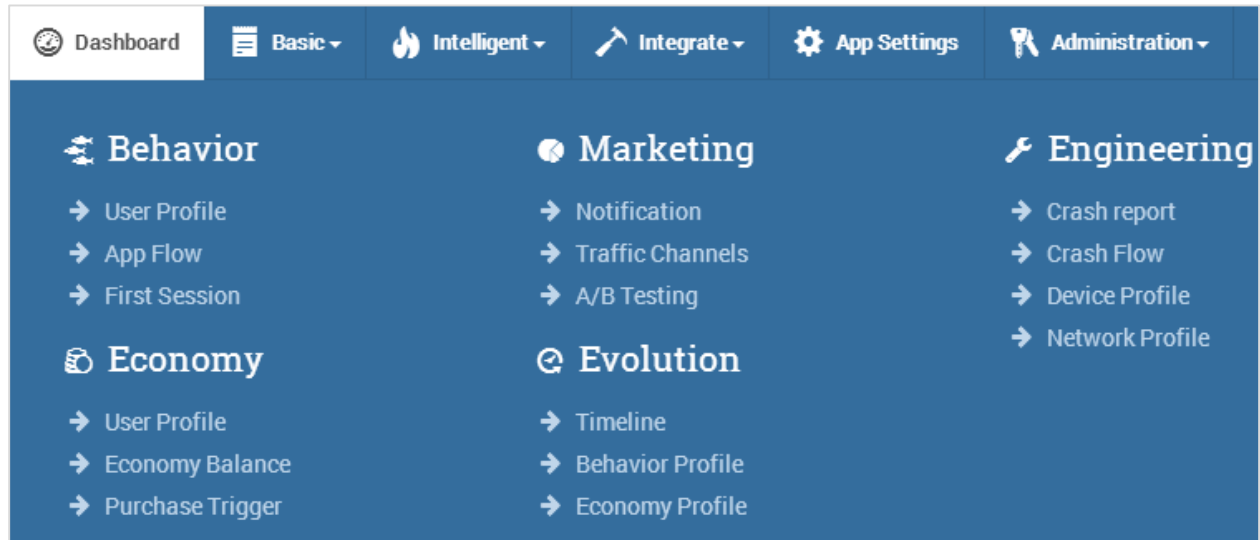 Dashboard
Basic
Intelligent
Integrate
App Settings
Administration
Behavior
User Profile
App Flow
First Session
Economy
User Profile
Economy Balance
Purchase Trigger
Marketing
Notification
Traffic Channels
A/B Testing
Evolution
Timeline
Behavior Profile
Economy Profile
Engineering
Crash report
Crash Flow
Device Profile
Network Profile